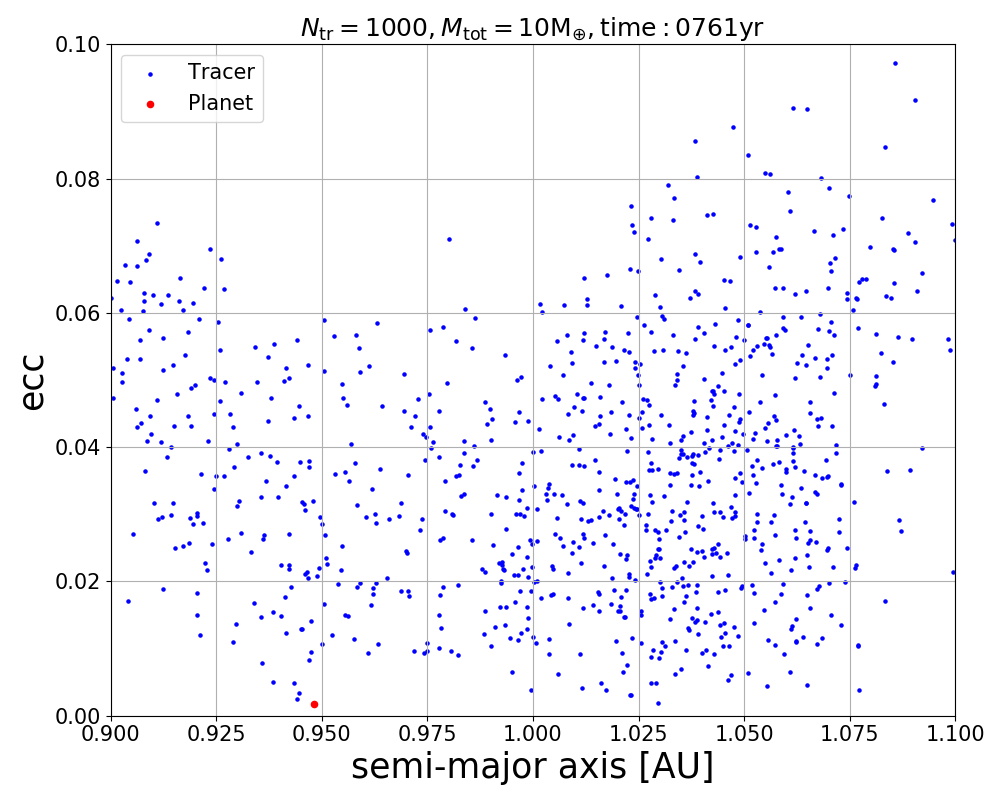 N_tr = 1000, M_tot = 10M_⊕, time : 0761yr
Tracer
Planet
ecc
0.10
0.08
0.06
0.04
0.02
0.00
0.900 0.925 0.950 0.975 1.000 1.025 1.050 1.075 1.100
semi-major axis [AU]